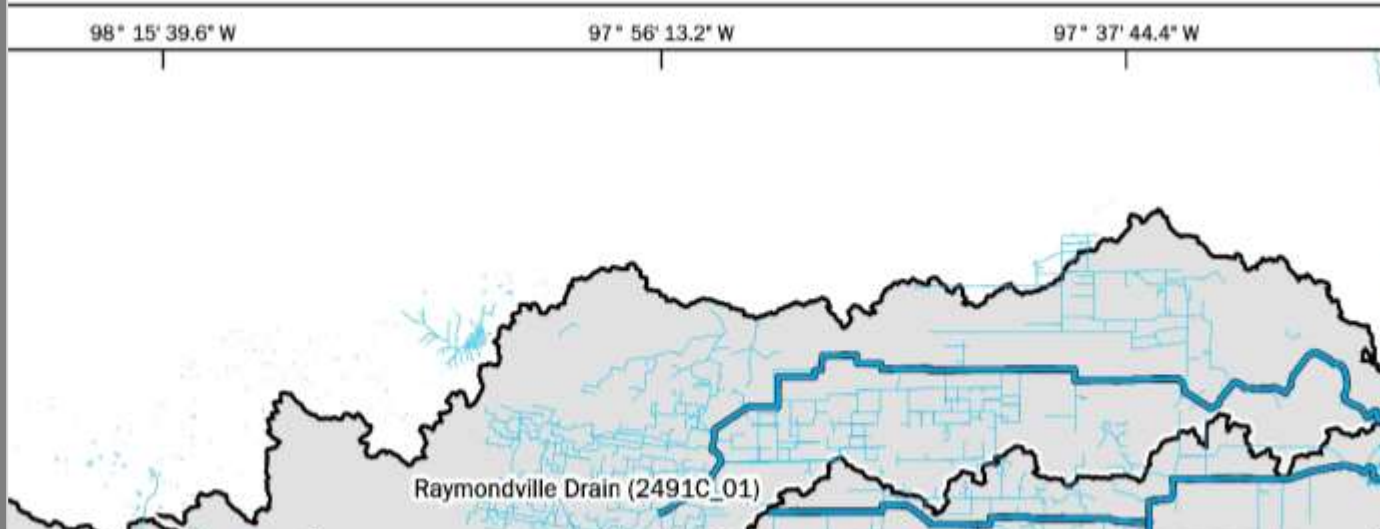 98° 15' 39.6" W
97° 56' 13.2" W
97° 37' 44.4" W
Raymondville Drain (2491C_01)